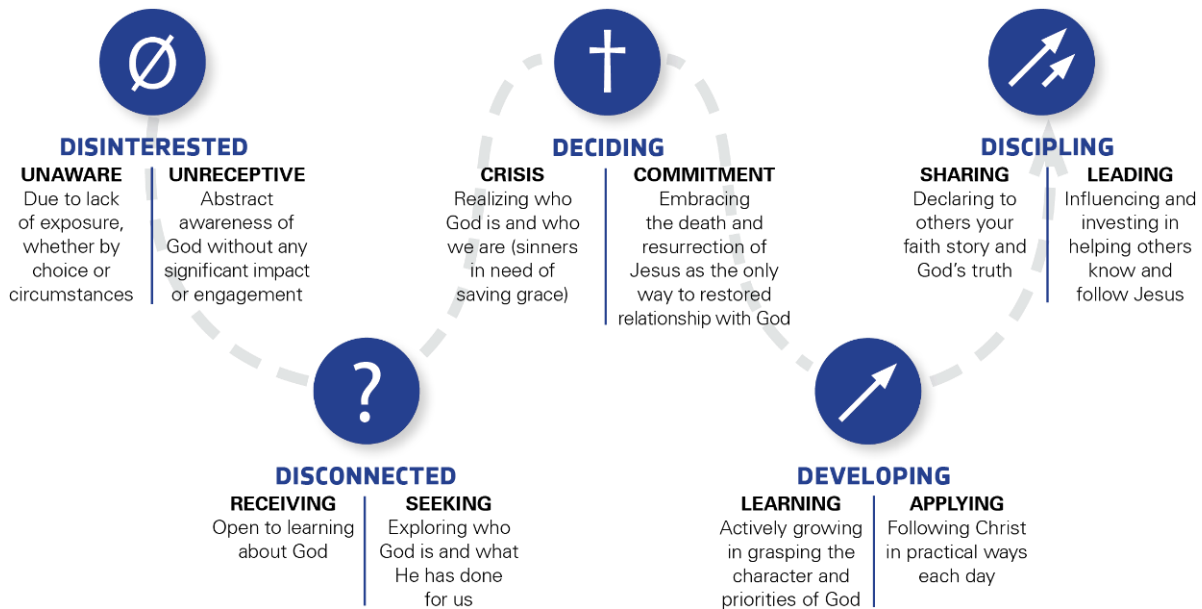 Ø
DISINTERESTED
UNAWARE
Due to lack
of exposure,
whether by
choice or
circumstances
UNRECEPTIVE
Abstract
awareness of
God without any
significant impact
or engagement
?
DISCONNECTED
RECEIVING
Open to learning
about God
SEEKING
Exploring who
God is and what
He has done
for us
DECIDING
CRISIS
Realizing who
God is and who
we are (sinners
in need of
saving grace)
COMMITMENT
Embracing
the death and
resurrection of
Jesus as the only
way to restored
relationship with God
DEVELOPING
LEARNING
Actively growing
in grasping the
character and
priorities of God
APPLYING
Following Christ
in practical ways
each day
DISCIPLING
SHARING
Declaring to
others your
faith story and
God's truth
LEADING
Influencing and
investing in
helping others
know and
follow Jesus